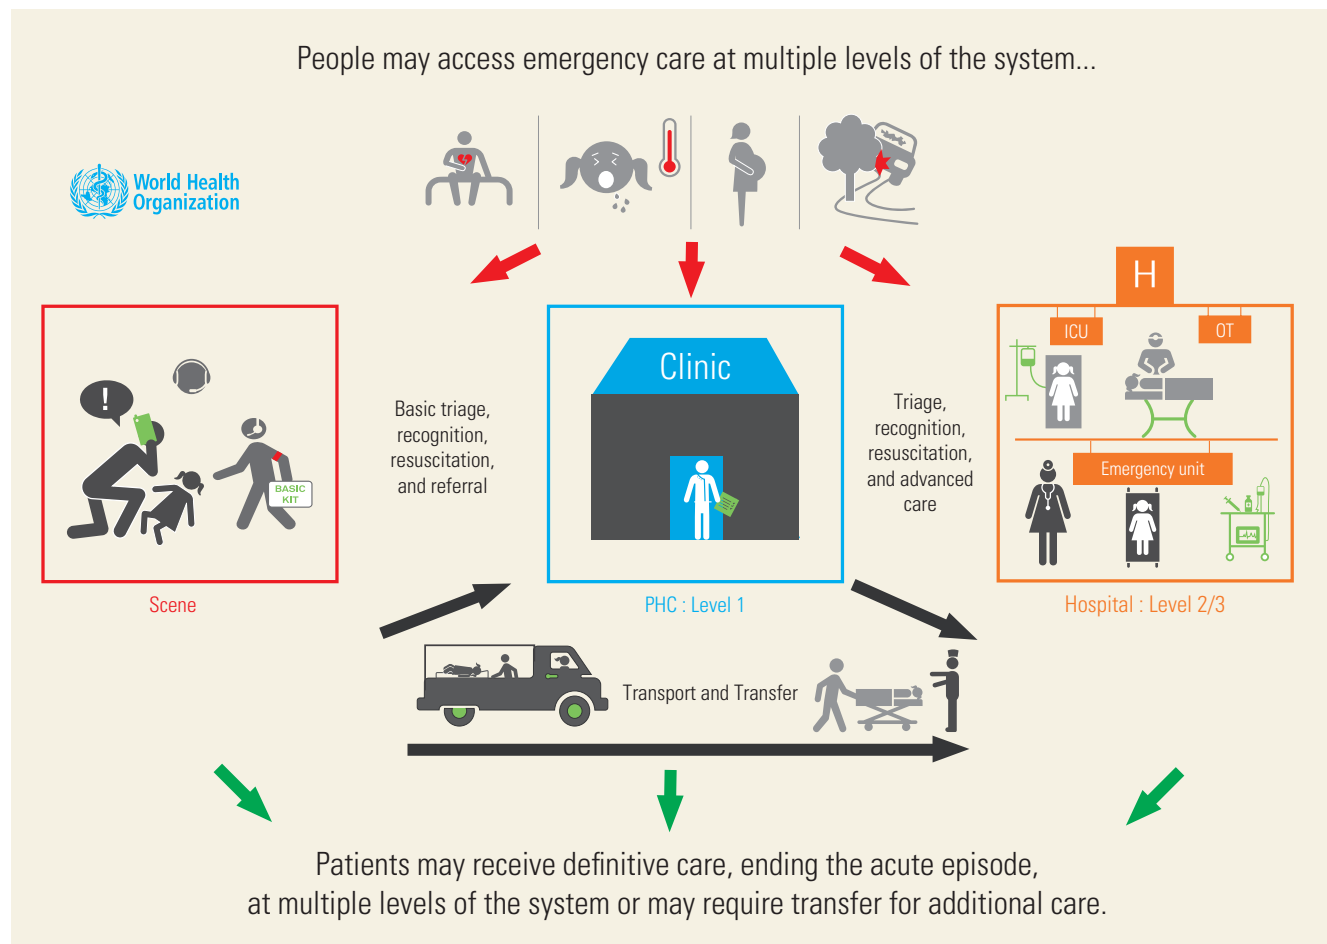 People may access emergency care at multiple levels of the system...
World Health
Organization
H
ICU
OT
Clinic
!
BASIC
KIT
Basic triage,
recognition,
resuscitation,
and referral
Triage,
recognition,
resuscitation,
and advanced
care
Emergency unit
Scene
PHC : Level 1
Hospital : Level 2/3
Transport and Transfer
Patients may receive definitive care, ending the acute episode,
at multiple levels of the system or may require transfer for additional care.